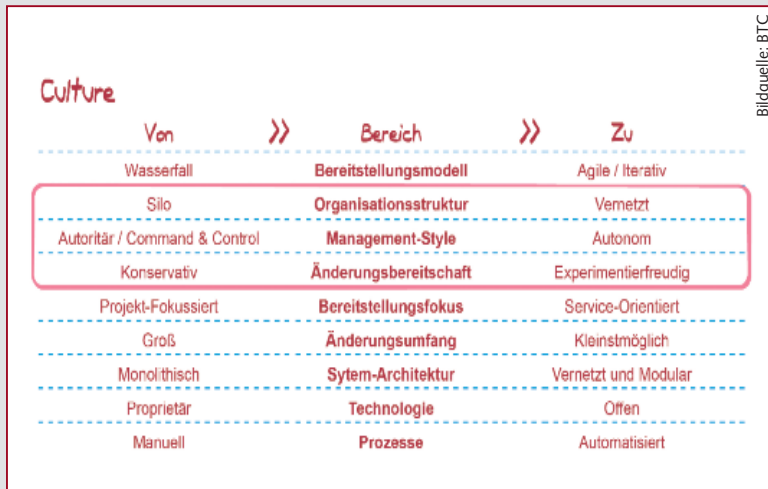 Bildquelle: BTC
Culture
Von » Bereich » Zu
Wasserfall Bereitstellungsmodell Agile / Iterativ
Silo Organisationsstruktur Vernetzt
Autoritär / Command & Control Management-Style Autonom
Konservativ Änderungsbereitschaft Experimentierfreudig
Projekt-Fokussiert Bereitstellungsfokus Service-Orientiert
Groß Änderungsumfang Kleinstmöglich
Monolithisch Sytem-Architektur Vernetzt und Modular
Proprietär Technologie Offen
Manuell Prozesse Automatisiert